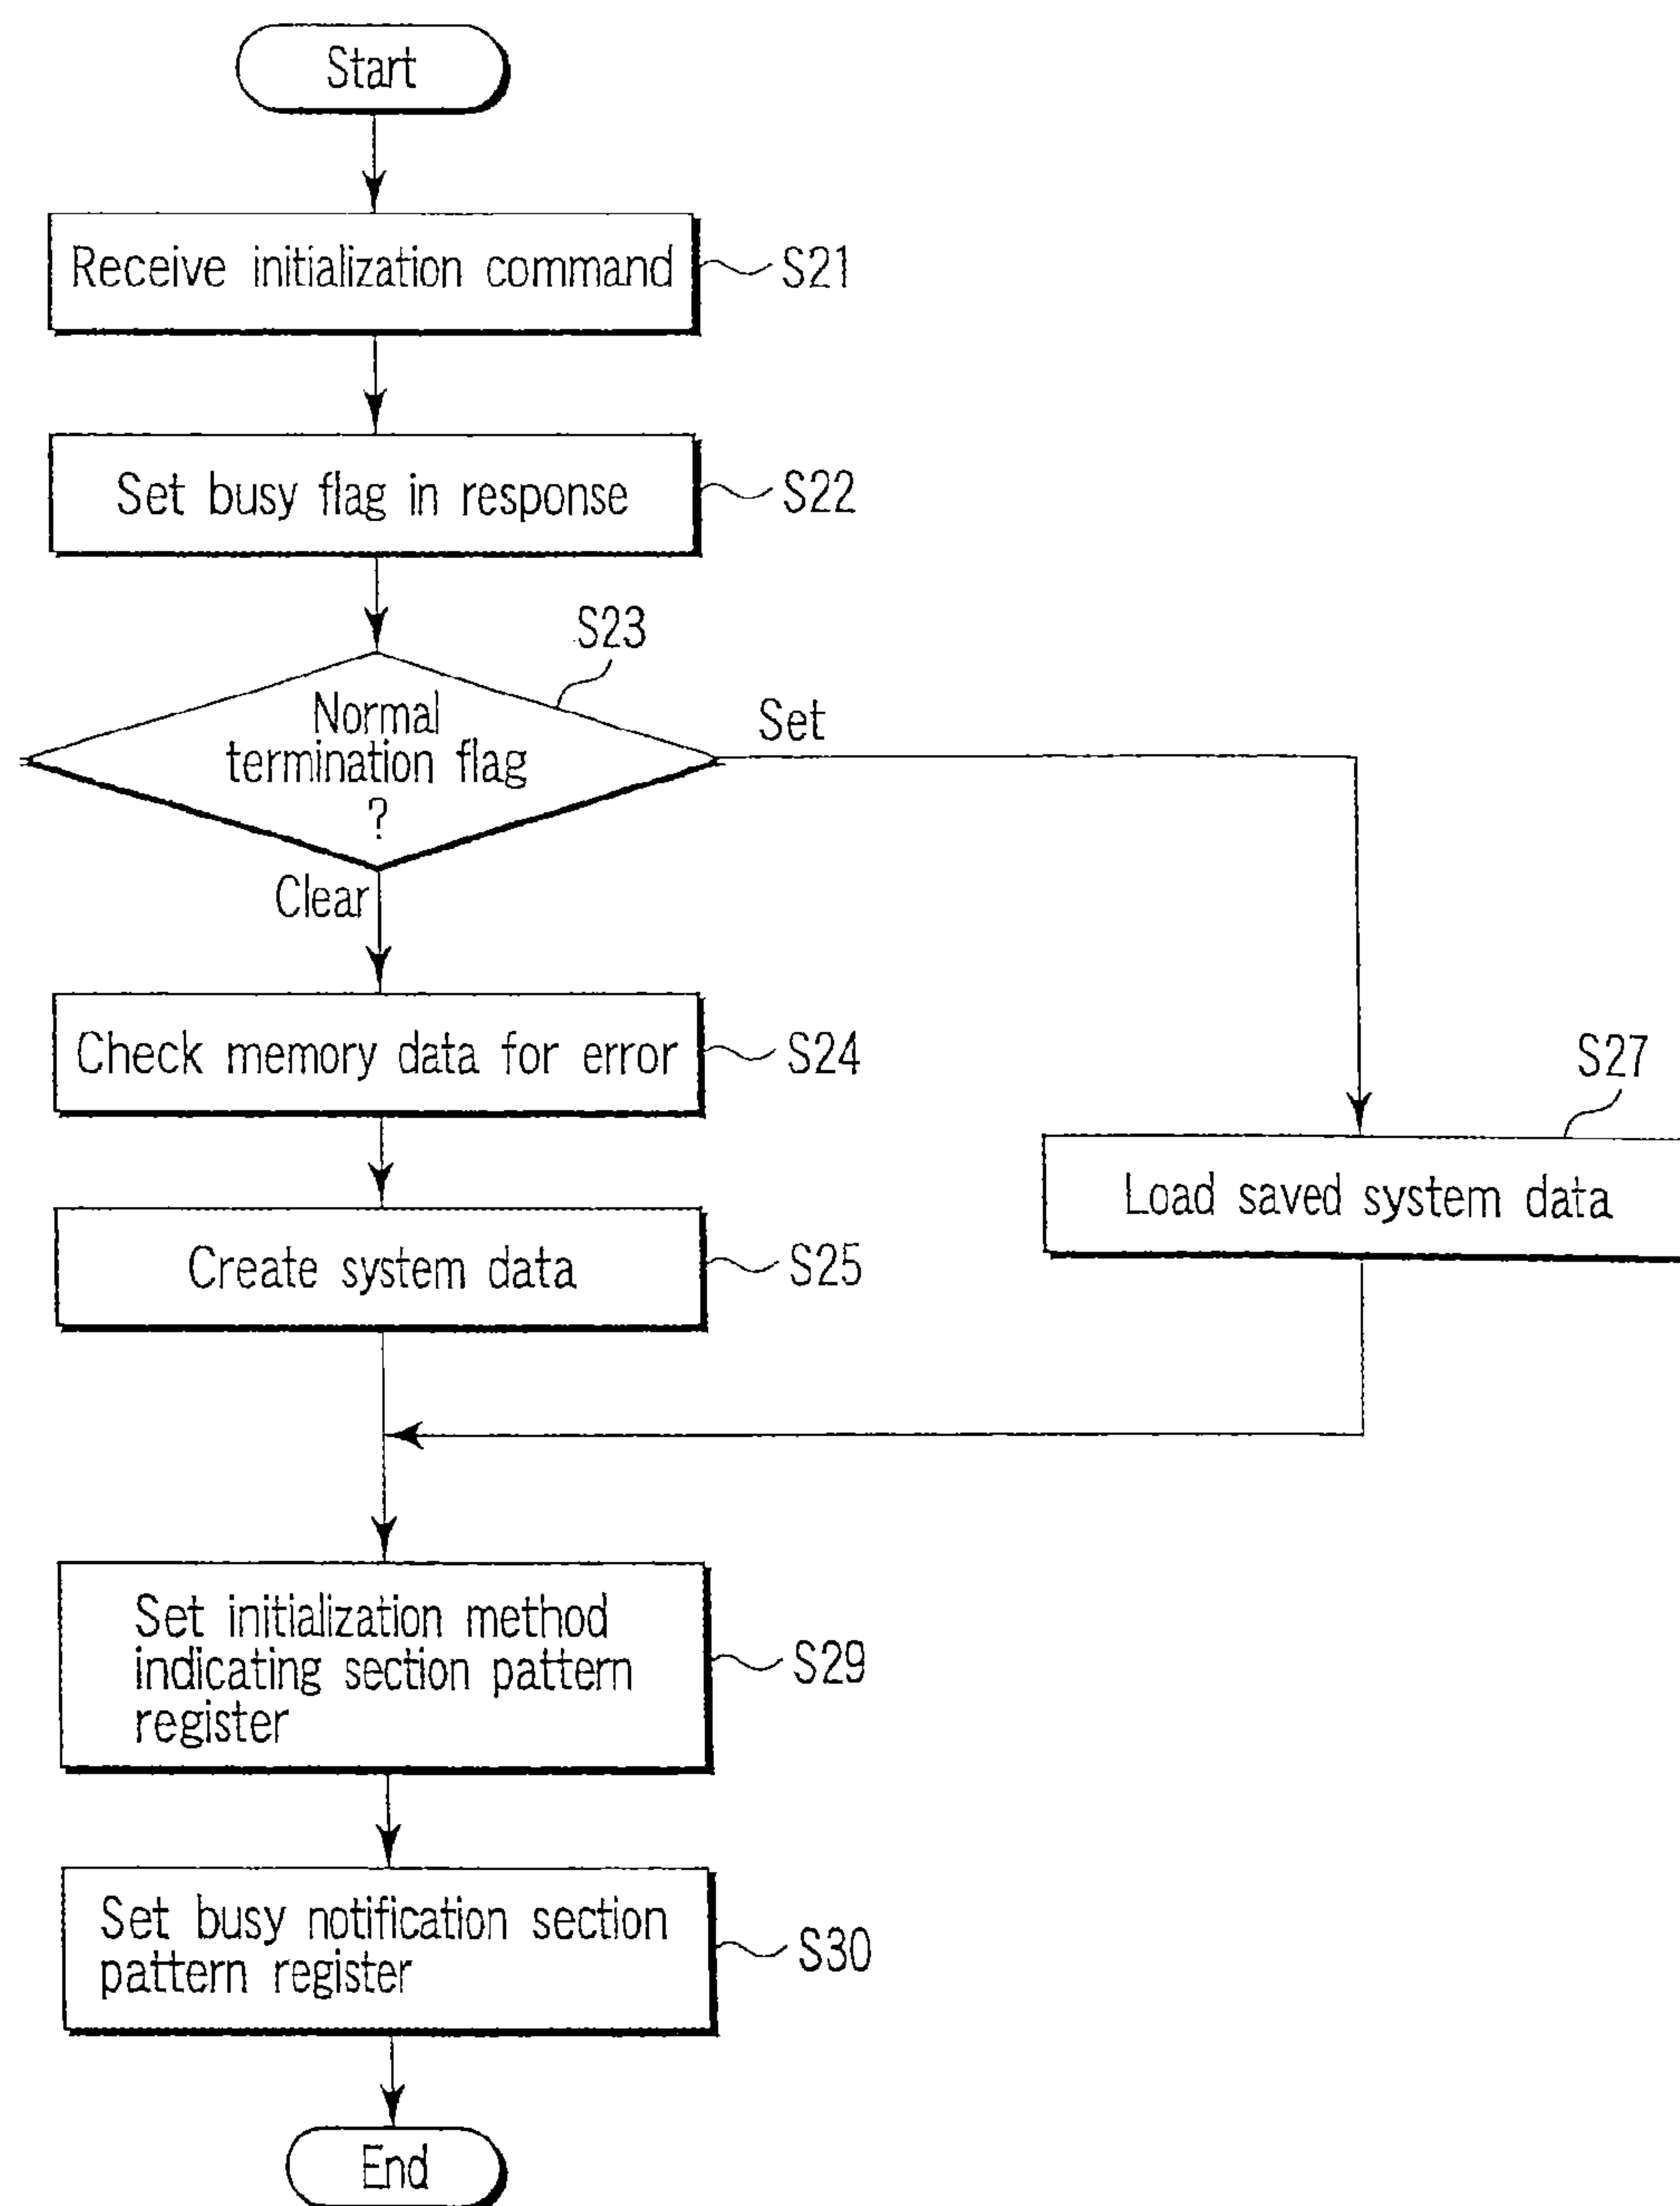 Start
Receive initialization command
S21
Set busy flag in response
S22
S23
Normal
termination flag
?
Set
Clear
Check memory data for error
S24
S27
Load saved system data
Create system data
S25
Set initialization method
indicating section pattern
register
S29
Set busy notification section
pattern register
S30
End